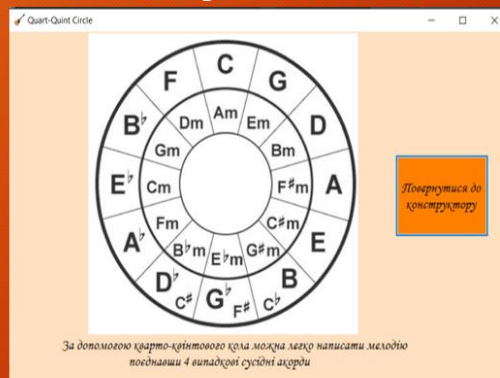 Quart-Quint Circle
C
F
G
B♭
D
E♭
A
A♭
E
D♭
C♯
G♭
F♯
B
C♭
Am
Dm
Em
Gm
Bm
Cm
F♯m
Fm
C♯m
B♭m
E♭m
G♯m
Повернутися до
конструктору
За допомогою кварто-квінтового кола можна легко написати мелодію
поєднавши 4 випадкові сусідні акорди